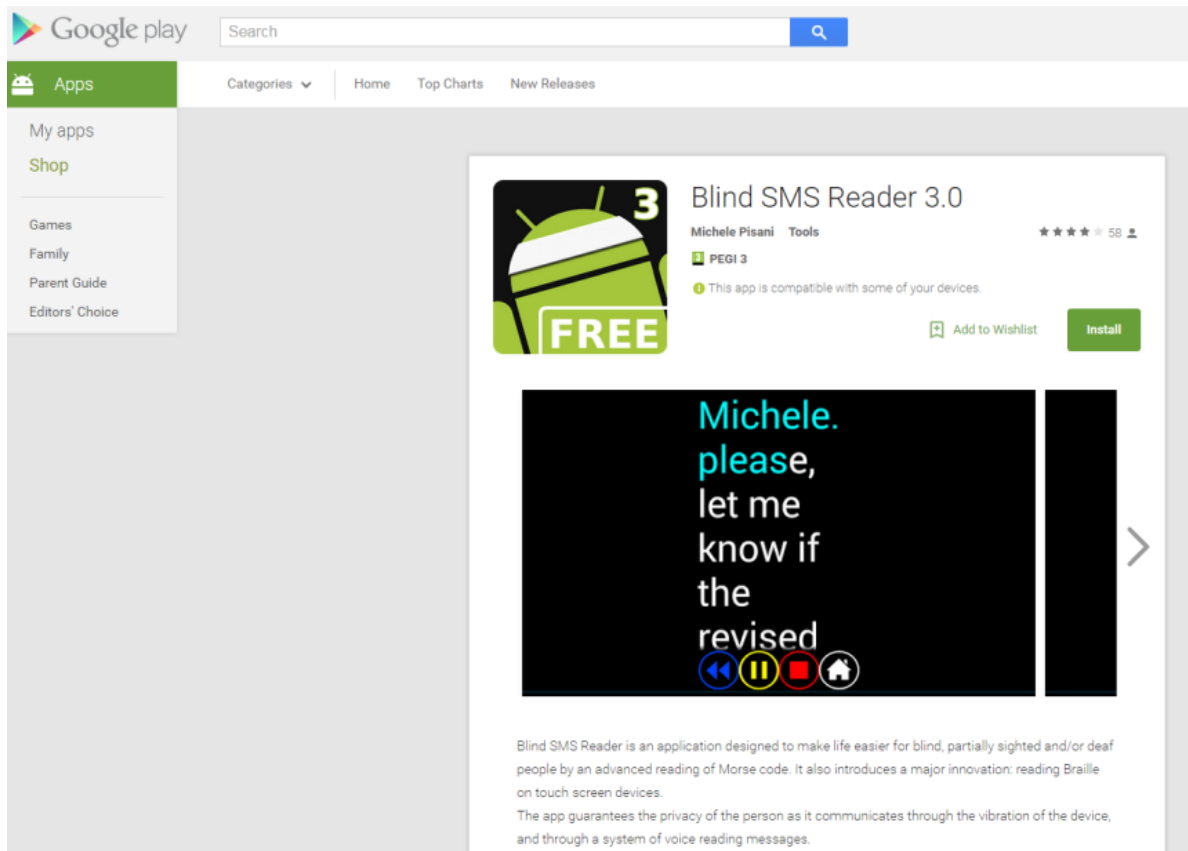 Google play
Search
Apps
Categories
Home
Top Charts
New Releases
My apps
Shop
Games
Family
Parent Guide
Editors' Choice
3
FREE
Blind SMS Reader 3.0
Michele Pisani Tools
58
3 PEGI 3
This app is compatible with some of your devices.
Add to Wishlist
Install
Michele.
please,
let me
know if
the
revised
Blind SMS Reader is an application designed to make life easier for blind, partially sighted and/or deaf
people by an advanced reading of Morse code. It also introduces a major innovation: reading Braille
on touch screen devices.
The app guarantees the privacy of the person as it communicates through the vibration of the device,
and through a system of voice reading messages.